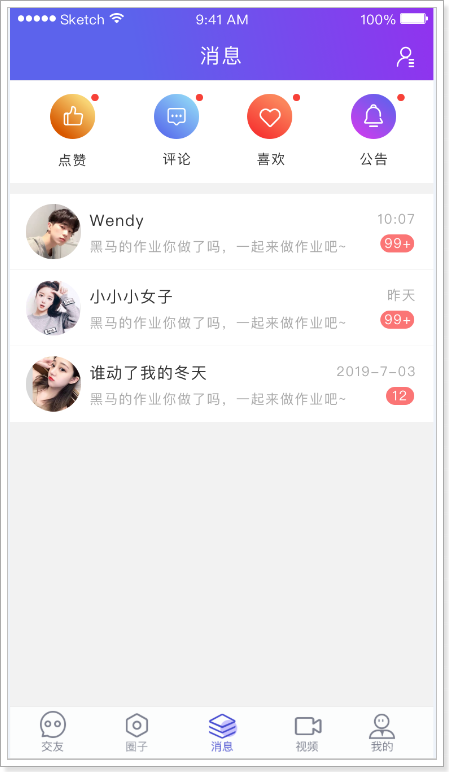 Sketch 9:41 AM 100%
消息
点赞 评论 喜欢 公告
Wendy 10:07
黑马的作业你做了吗，一起来做作业吧~ 99+
小小小女子 昨天
黑马的作业你做了吗，一起来做作业吧~ 99+
谁动了我的冬天 2019-7-03
黑马的作业你做了吗，一起来做作业吧~ 12
交友 圈子 消息 视频 我的